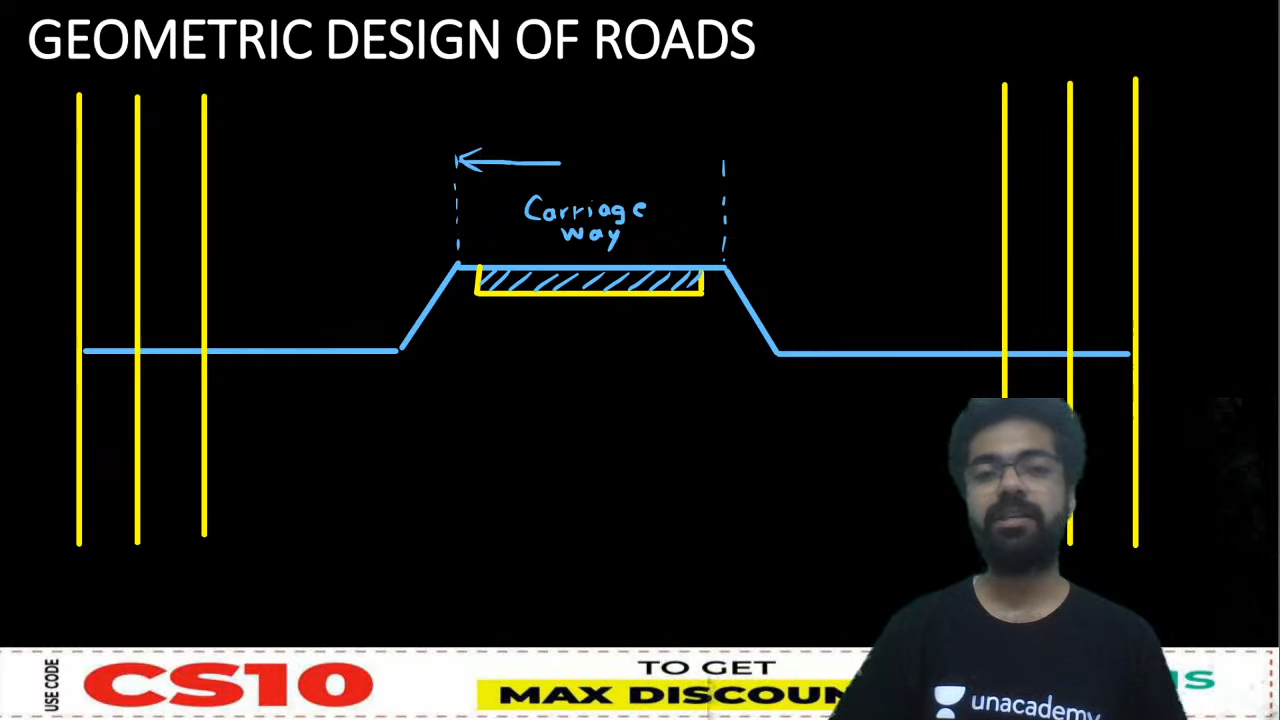 GEOMETRIC DESIGN OF ROADS
Carriage
way
USE CODE
CS10
TO GET
MAX DISCOUN
unacademy